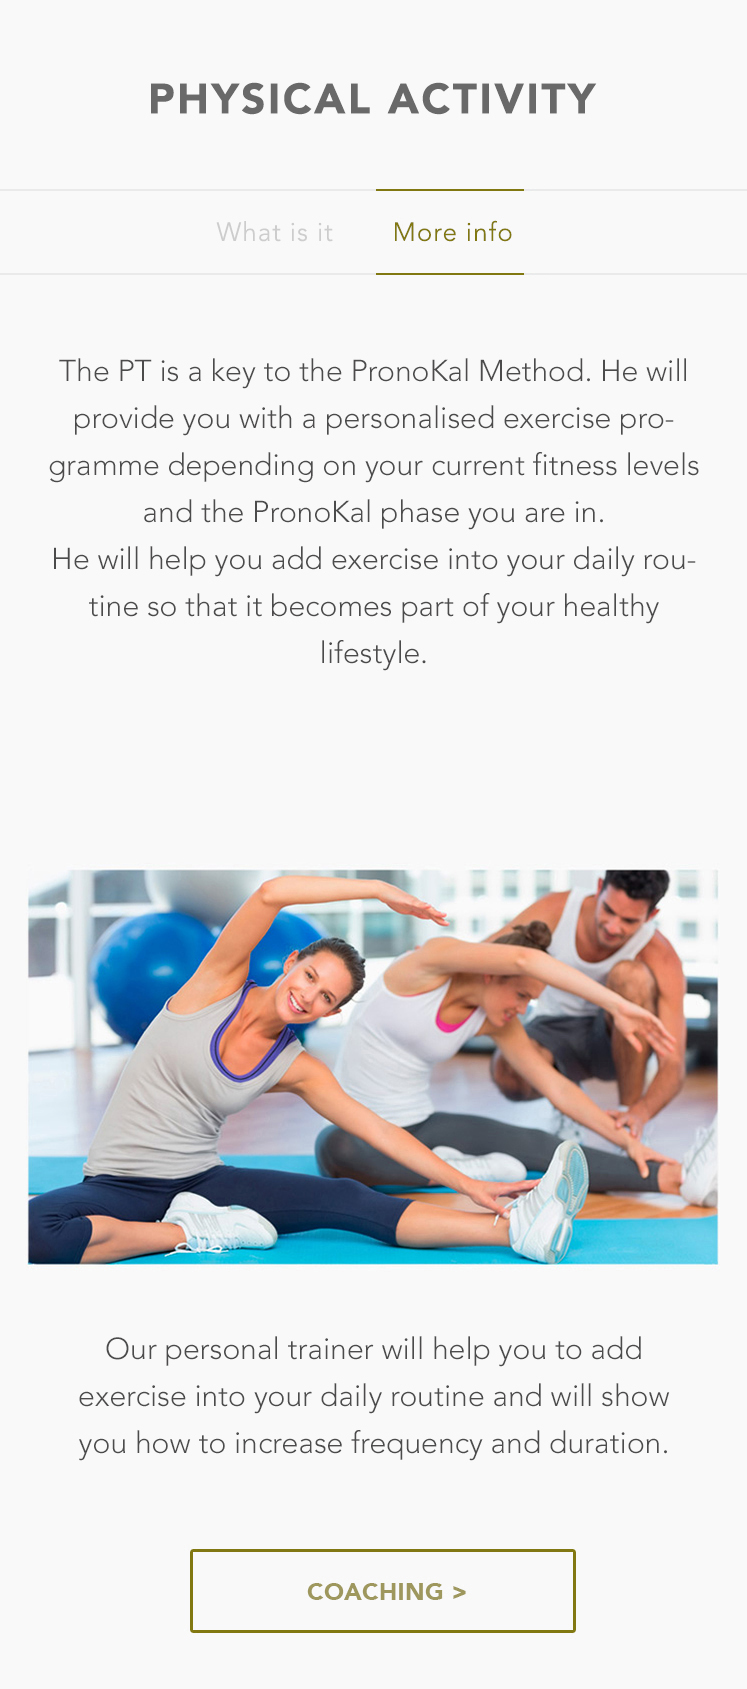 PHYSICAL ACTIVITY
What is it
More info
The PT is a key to the PronoKal Method. He will
provide you with a personalised exercise pro-
gramme depending on your current fitness levels
and the PronoKal phase you are in.
He will help you add exercise into your daily rou-
tine so that it becomes part of your healthy
lifestyle.
Our personal trainer will help you to add
exercise into your daily routine and will show
you how to increase frequency and duration.
COACHING >